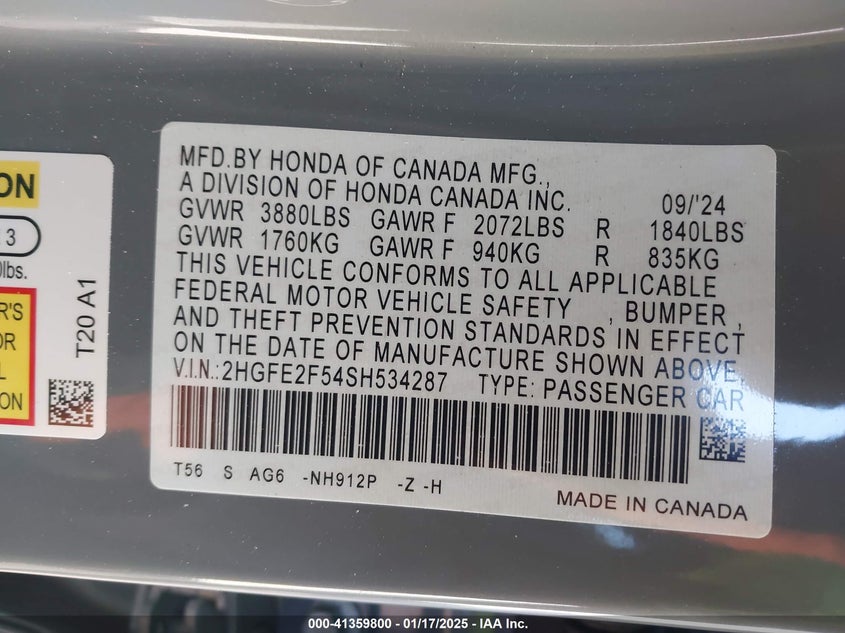 ON
13
0lbs.
R'S
OR
L
ION
T20 A1
MFD.BY HONDA OF CANADA MFG.,
A DIVISION OF HONDA CANADA INC. 09/'24
GVWR 3880LBS GAWR F 2072LBS R 1840LBS
GVWR 1760KG GAWR F 940KG R 835KG
THIS VEHICLE CONFORMS TO ALL APPLICABLE
FEDERAL MOTOR VEHICLE SAFETY , BUMPER ,
AND THEFT PREVENTION STANDARDS IN EFFECT
ON THE DATE OF MANUFACTURE SHOWN ABOVE.
V.I.N.:2HGFE2F54SH534287 TYPE: PASSENGER CAR
T56 S AG6 -NH912P -Z -H
MADE IN CANADA
000-41359800 - 01/17/2025 - IAA Inc.